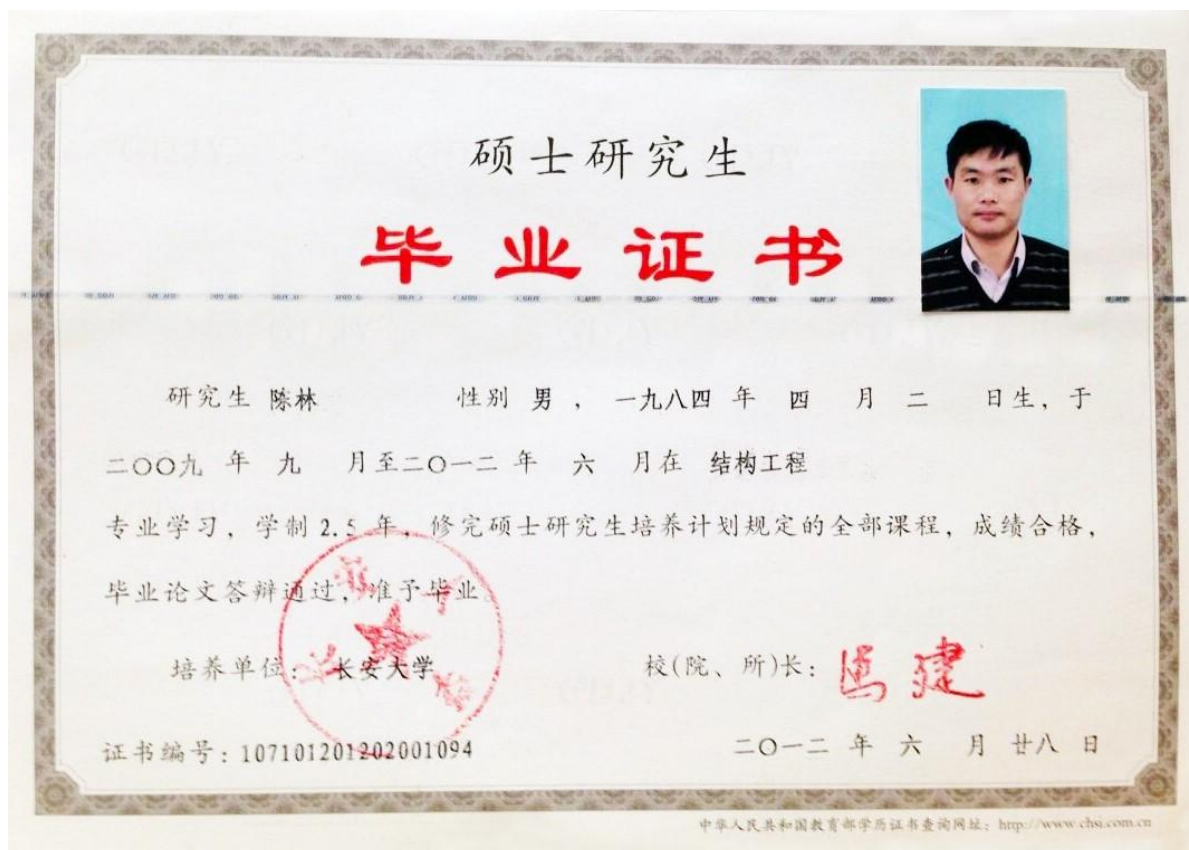 硕士研究生
毕业证书
研究生 陈林 性别 男 ， 一九八四 年 四 月 二 日生，于
二〇〇九 年 九 月至二〇一二 年 六 月在 结构工程
专业学习，学制 2.5 年，修完硕士研究生培养计划规定的全部课程，成绩合格，
毕业论文答辩通过，准予毕业。
培养单位： 长安大学
校(院、所)长：
证书编号：107101201202001094
二〇一二 年 六 月 廿八 日
中华人民共和国教育部学历证书查询网址：http://www.chsi.com.cn